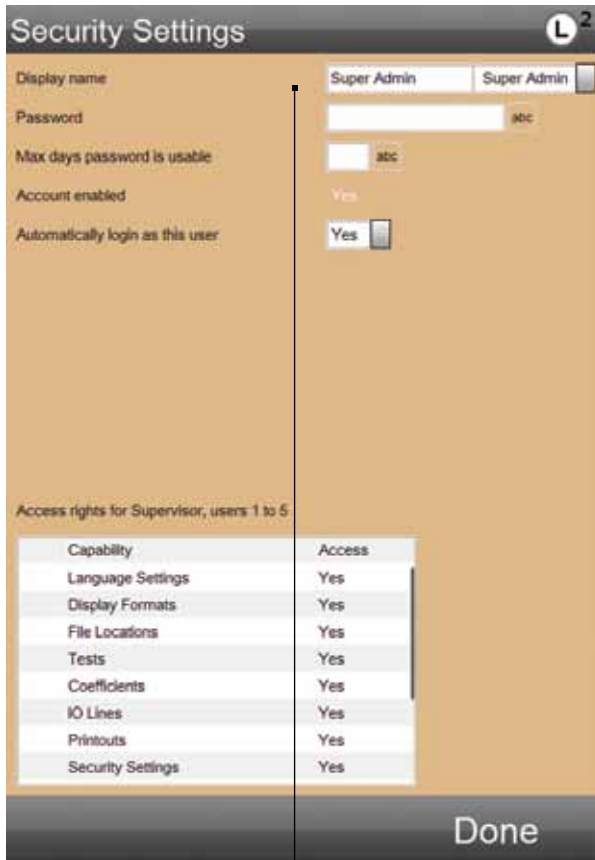 Security Settings L 2
Display name Super Admin Super Admin
Password abc
Max days password is usable abc
Account enabled Yes
Automatically login as this user Yes
Access rights for Supervisor, users 1 to 5
Capability Access
Language Settings Yes
Display Formats Yes
File Locations Yes
Tests Yes
Coefficients Yes
IO Lines Yes
Printouts Yes
Security Settings Yes
Done